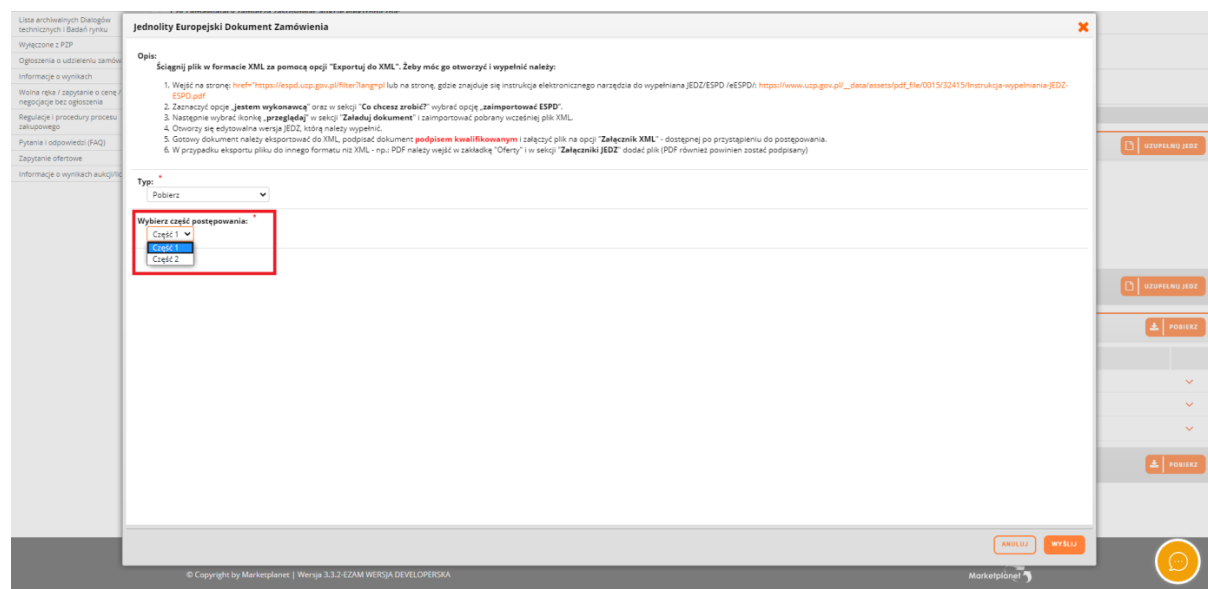 Lista archiwalnych Dialogów
technicznych i Badań rynku
Wyłączone z PZP
Ogłoszenia o udzieleniu zamów
Informacje o wynikach
Wolna ręka / zapytanie o cenę /
negocjacje bez ogłoszenia
Regulacje i procedury procesu
zakupowego
Pytania i odpowiedzi (FAQ)
Zapytanie ofertowe
Informacje o wynikach aukcji/lic
Jednolity Europejski Dokument Zamówienia
Opis:
Ściągnij plik w formacie XML za pomocą opcji "Exportuj do XML". Żeby móc go otworzyć i wypełnić należy:
1. Wejść na stronę: href="https://espd.uzp.gov.pl/filter?lang=pl lub na stronę, gdzie znajduje się instrukcja elektronicznego narzędzia do wypełniana JEDZ/ESPD /eESPD/: https://www.uzp.gov.pl/__data/assets/pdf_file/0015/32415/Instrukcja-wypelniania-JEDZ-
ESPD.pdf
2. Zaznaczyć opcję „jestem wykonawcą" oraz w sekcji "Co chcesz zrobić?" wybrać opcję „zaimportować ESPD".
3. Następnie wybrać ikonkę „przeglądaj" w sekcji "Załaduj dokument" i zaimportować pobrany wcześniej plik XML.
4. Otworzy się edytowalna wersja JEDZ, którą należy wypełnić.
5. Gotowy dokument należy eksportować do XML, podpisać dokument podpisem kwalifikowanym i załączyć plik na opcji "Załącznik XML" - dostępnej po przystąpieniu do postępowania.
6. W przypadku eksportu pliku do innego formatu niż XML - np.: PDF należy wejść w zakładkę "Oferty" i w sekcji "Załączniki JEDZ" dodać plik (PDF również powinien zostać podpisany)
Typ: *
Pobierz
Wybierz część postępowania: *
Część 1
Część 1
Część 2
UZUPEŁNIJ JEDZ
UZUPEŁNIJ JEDZ
POBIERZ
POBIERZ
ANULUJ
WYŚLIJ
© Copyright by Marketplanet | Wersja 3.3.2-EZAM WERSJA DEVELOPERSKA
Marketplanet